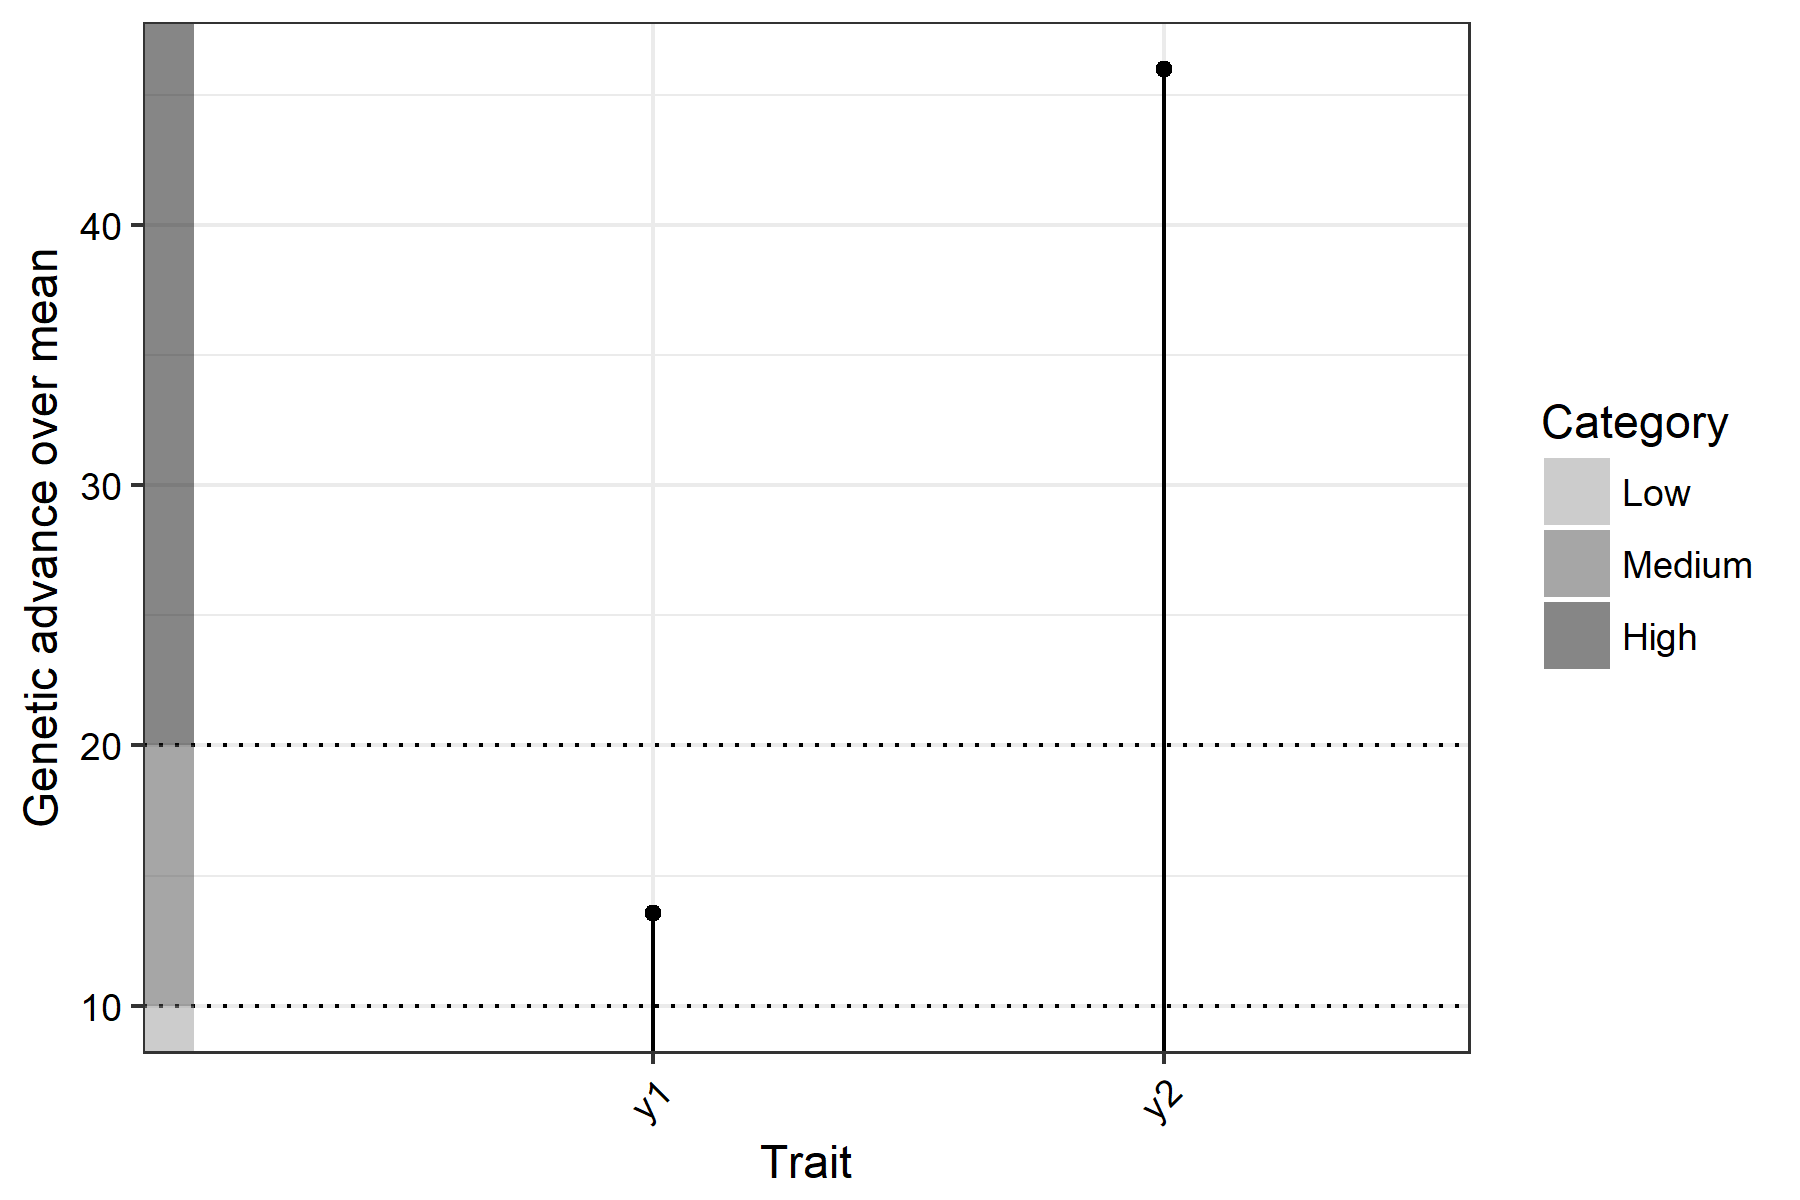 Genetic advance over mean
40
30
20
10
y1
y2
Trait
Category
Low
Medium
High